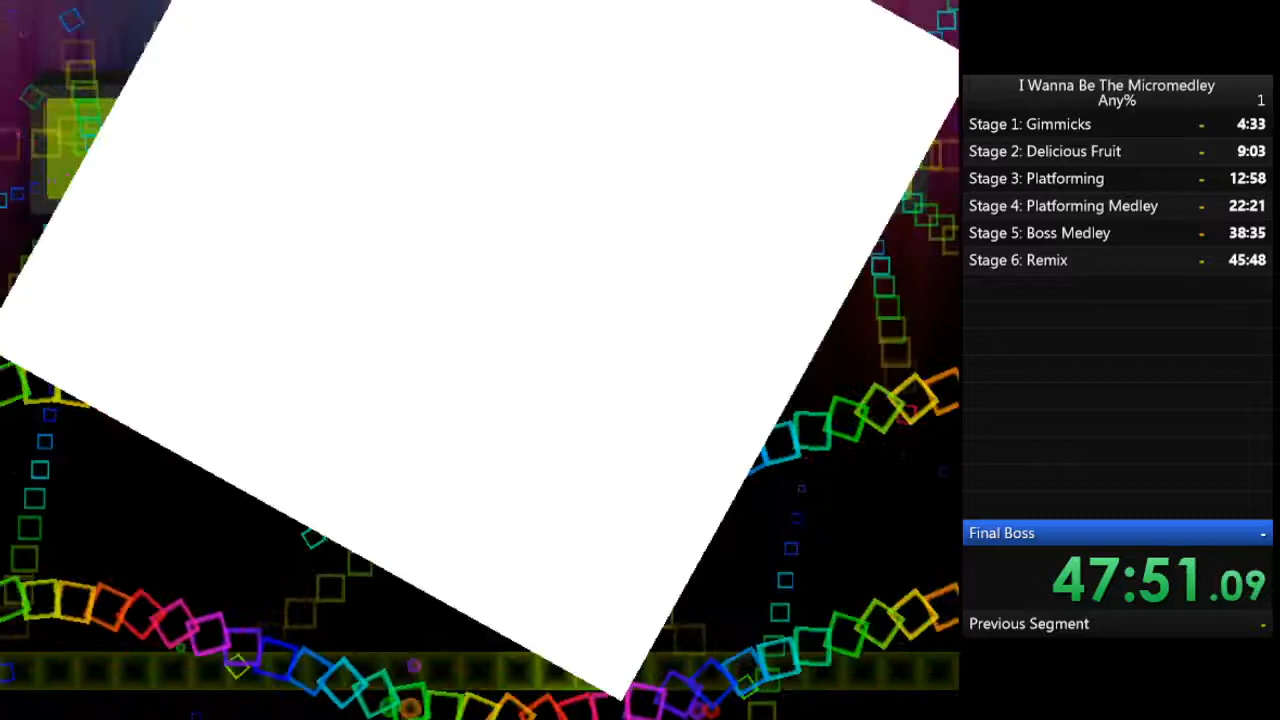 I Wanna Be The Micromedley
Any% 1
Stage 1: Gimmicks - 4:33
Stage 2: Delicious Fruit - 9:03
Stage 3: Platforming - 12:58
Stage 4: Platforming Medley - 22:21
Stage 5: Boss Medley - 38:35
Stage 6: Remix - 45:48
Final Boss -
47:51.09
Previous Segment -